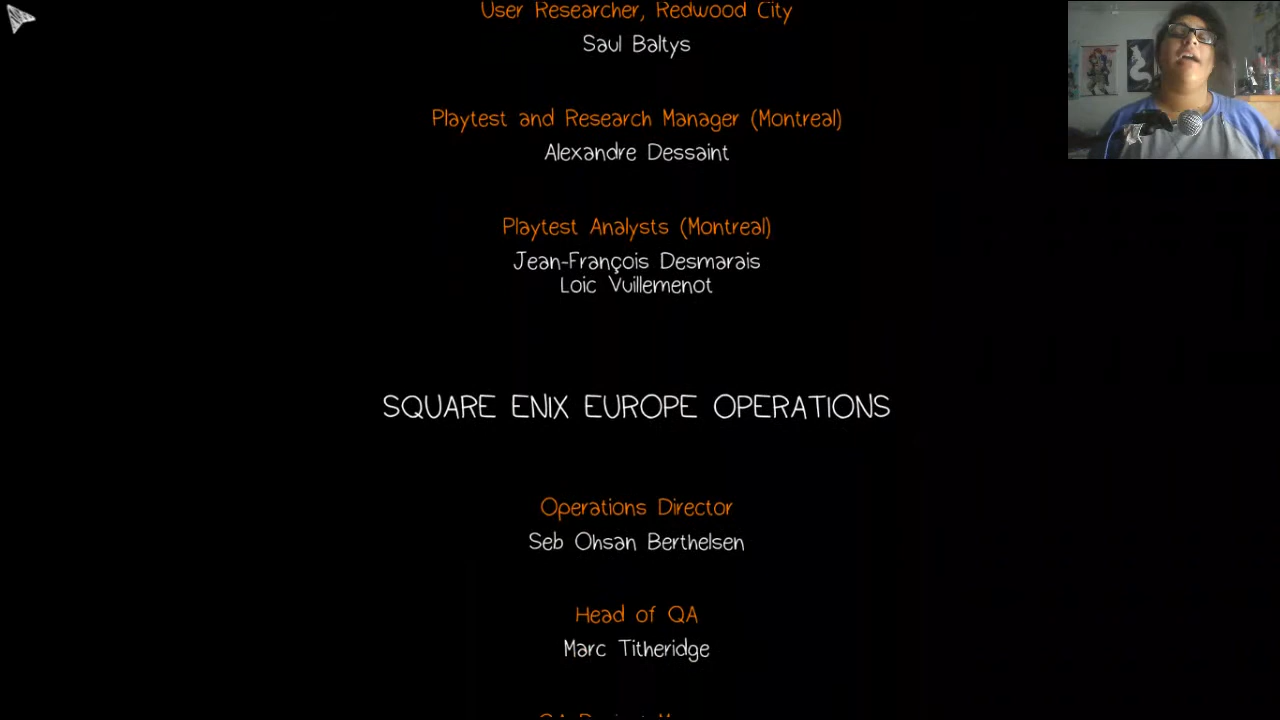 User Researcher, Redwood City
Saul Baltys
Playtest and Research Manager (Montreal)
Alexandre Dessaint
Playtest Analysts (Montreal)
Jean-François Desmarais
Loic Vuillemenot
SQUARE ENIX EUROPE OPERATIONS
Operations Director
Seb Ohsan Berthelsen
Head of QA
Marc Titheridge